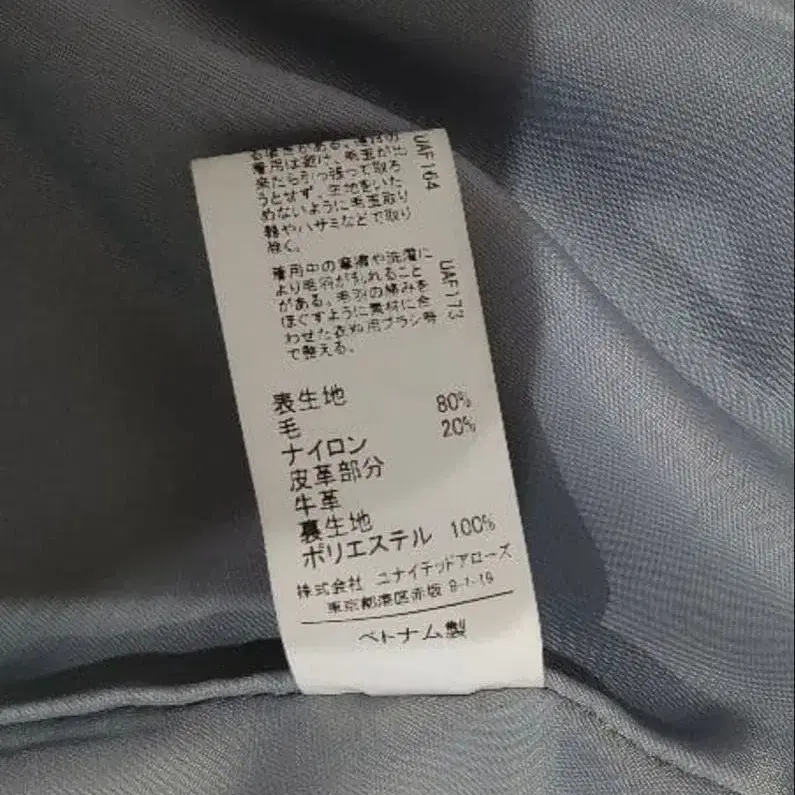 着用は避け、毛玉が出
来たら引っ張って取ろ
うとせず、生地をいた
めないように毛玉取り
器やハサミなどで取り
除く。
UAF164
着用中の摩擦や洗濯に
より毛羽が乱れること
がある。毛羽の絡みを
ほぐすように素材に合
わせた衣料用ブラシ等
で整える。
UAF173
表生地
毛 80%
ナイロン 20%
皮革部分
牛革
裏生地
ポリエステル 100%
株式会社 ユナイテッドアローズ
東京都港区赤坂 8-1-19
ベトナム製